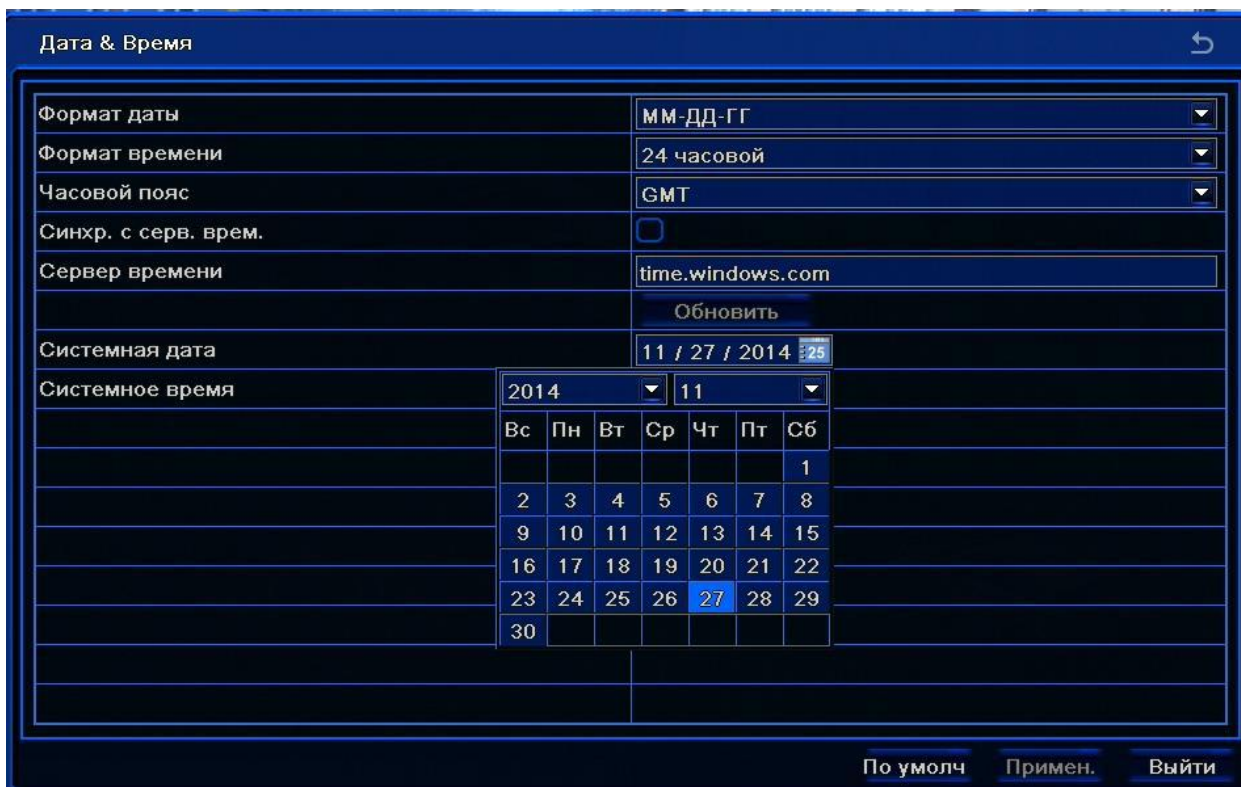 Дата & Время
Формат даты ММ-ДД-ГГ
Формат времени 24 часовой
Часовой пояс GMT
Синхр. с серв. врем.
Сервер времени time.windows.com
Обновить
Системная дата 11 / 27 / 2014 25
Системное время 2014 11
Вс Пн Вт Ср Чт Пт Сб
1
2 3 4 5 6 7 8
9 10 11 12 13 14 15
16 17 18 19 20 21 22
23 24 25 26 27 28 29
30
По умолч Примен. Выйти